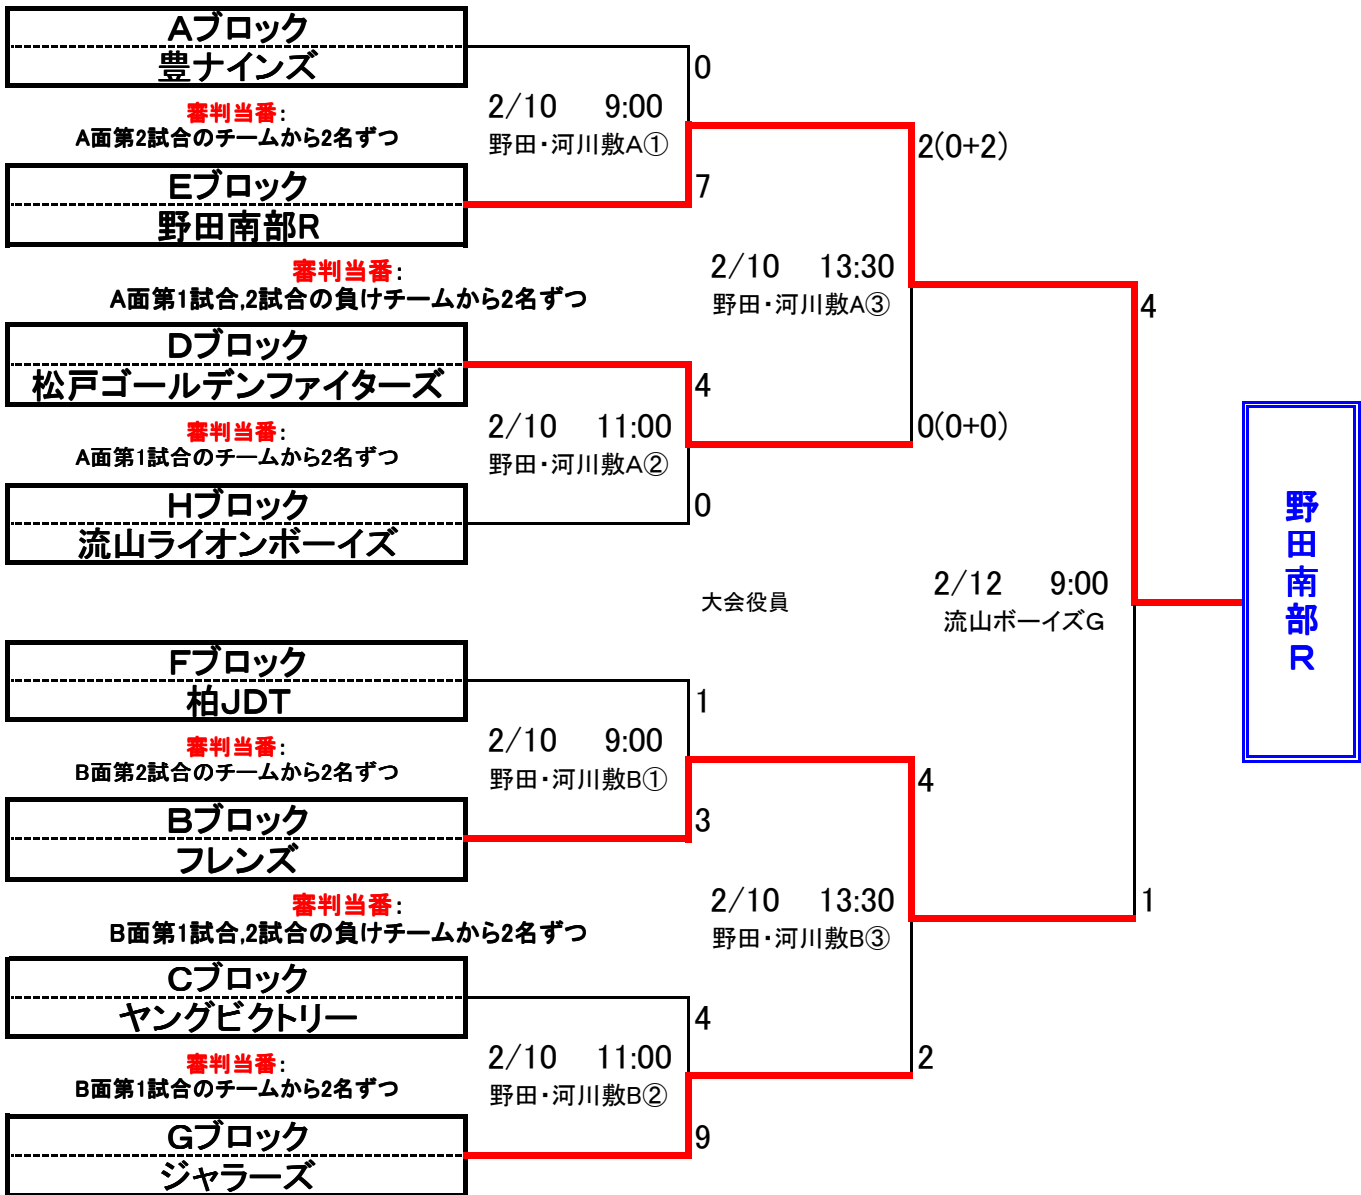 Aブロック
豊ナインズ
審判当番:
A面第2試合のチームから2名ずつ
Eブロック
野田南部R
審判当番:
A面第1試合,2試合の負けチームから2名ずつ
Dブロック
松戸ゴールデンファイターズ
審判当番:
A面第1試合のチームから2名ずつ
Hブロック
流山ライオンボーイズ
Fブロック
柏JDT
審判当番:
B面第2試合のチームから2名ずつ
Bブロック
フレンズ
審判当番:
B面第1試合,2試合の負けチームから2名ずつ
Cブロック
ヤングビクトリー
審判当番:
B面第1試合のチームから2名ずつ
Gブロック
ジャラーズ
0
2/10 9:00
野田・河川敷A①
7
4
2/10 11:00
野田・河川敷A②
0
大会役員
1
2/10 9:00
野田・河川敷B①
3
4
2/10 11:00
野田・河川敷B②
9
2(0+2)
2/10 13:30
野田・河川敷A③
0(0+0)
4
2/10 13:30
野田・河川敷B③
2
4
2/12 9:00
流山ボーイズG
1
野田南部R